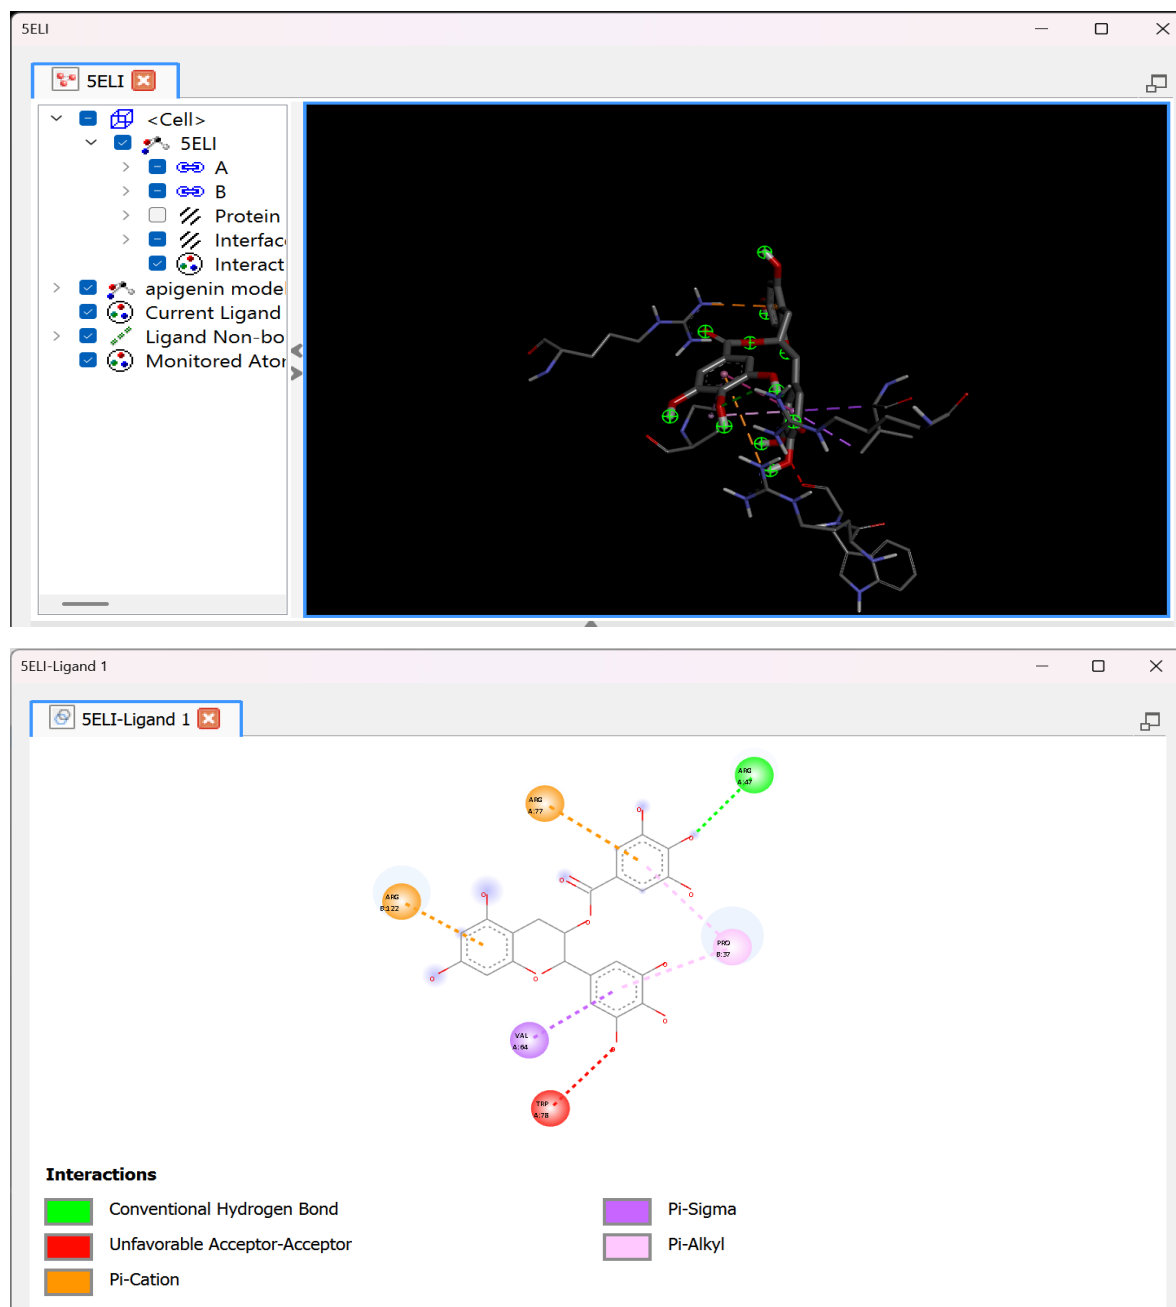 5ELI
5ELI
<Cell>
5ELI
A
B
Protein
Interfac
Interact
apigenin model
Current Ligand
Ligand Non-bo
Monitored Ator
5ELI-Ligand 1
5ELI-Ligand 1
ARG
A:47
ARG
A:77
ARG
B:122
PRO
B:37
VAL
A:64
TRP
A:78
O
O
O
O
O
O
O
O
O
O
O
Interactions
Conventional Hydrogen Bond
Pi-Sigma
Unfavorable Acceptor-Acceptor
Pi-Alkyl
Pi-Cation